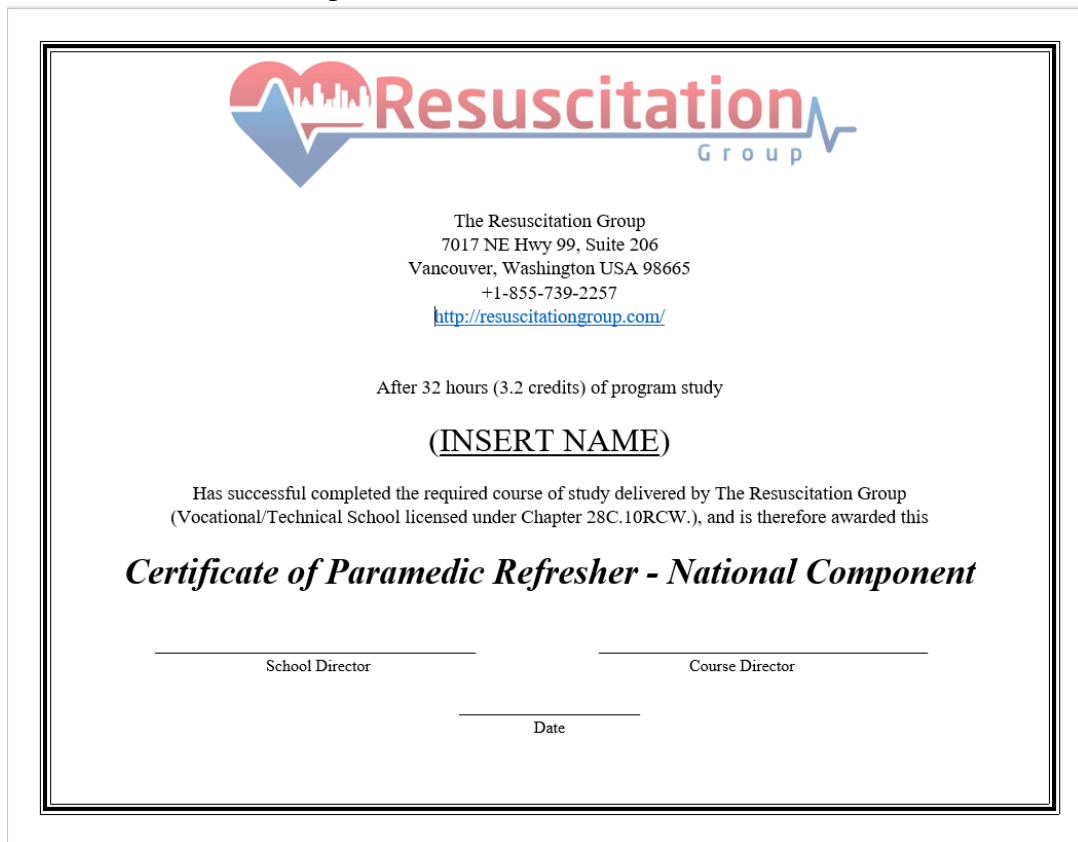 Resuscitation
Group
The Resuscitation Group
7017 NE Hwy 99, Suite 206
Vancouver, Washington USA 98665
+1-855-739-2257
http://resuscitationgroup.com/
After 32 hours (3.2 credits) of program study
(INSERT NAME)
Has successful completed the required course of study delivered by The Resuscitation Group
(Vocational/Technical School licensed under Chapter 28C.10RCW.), and is therefore awarded this
Certificate of Paramedic Refresher - National Component
School Director
Course Director
Date